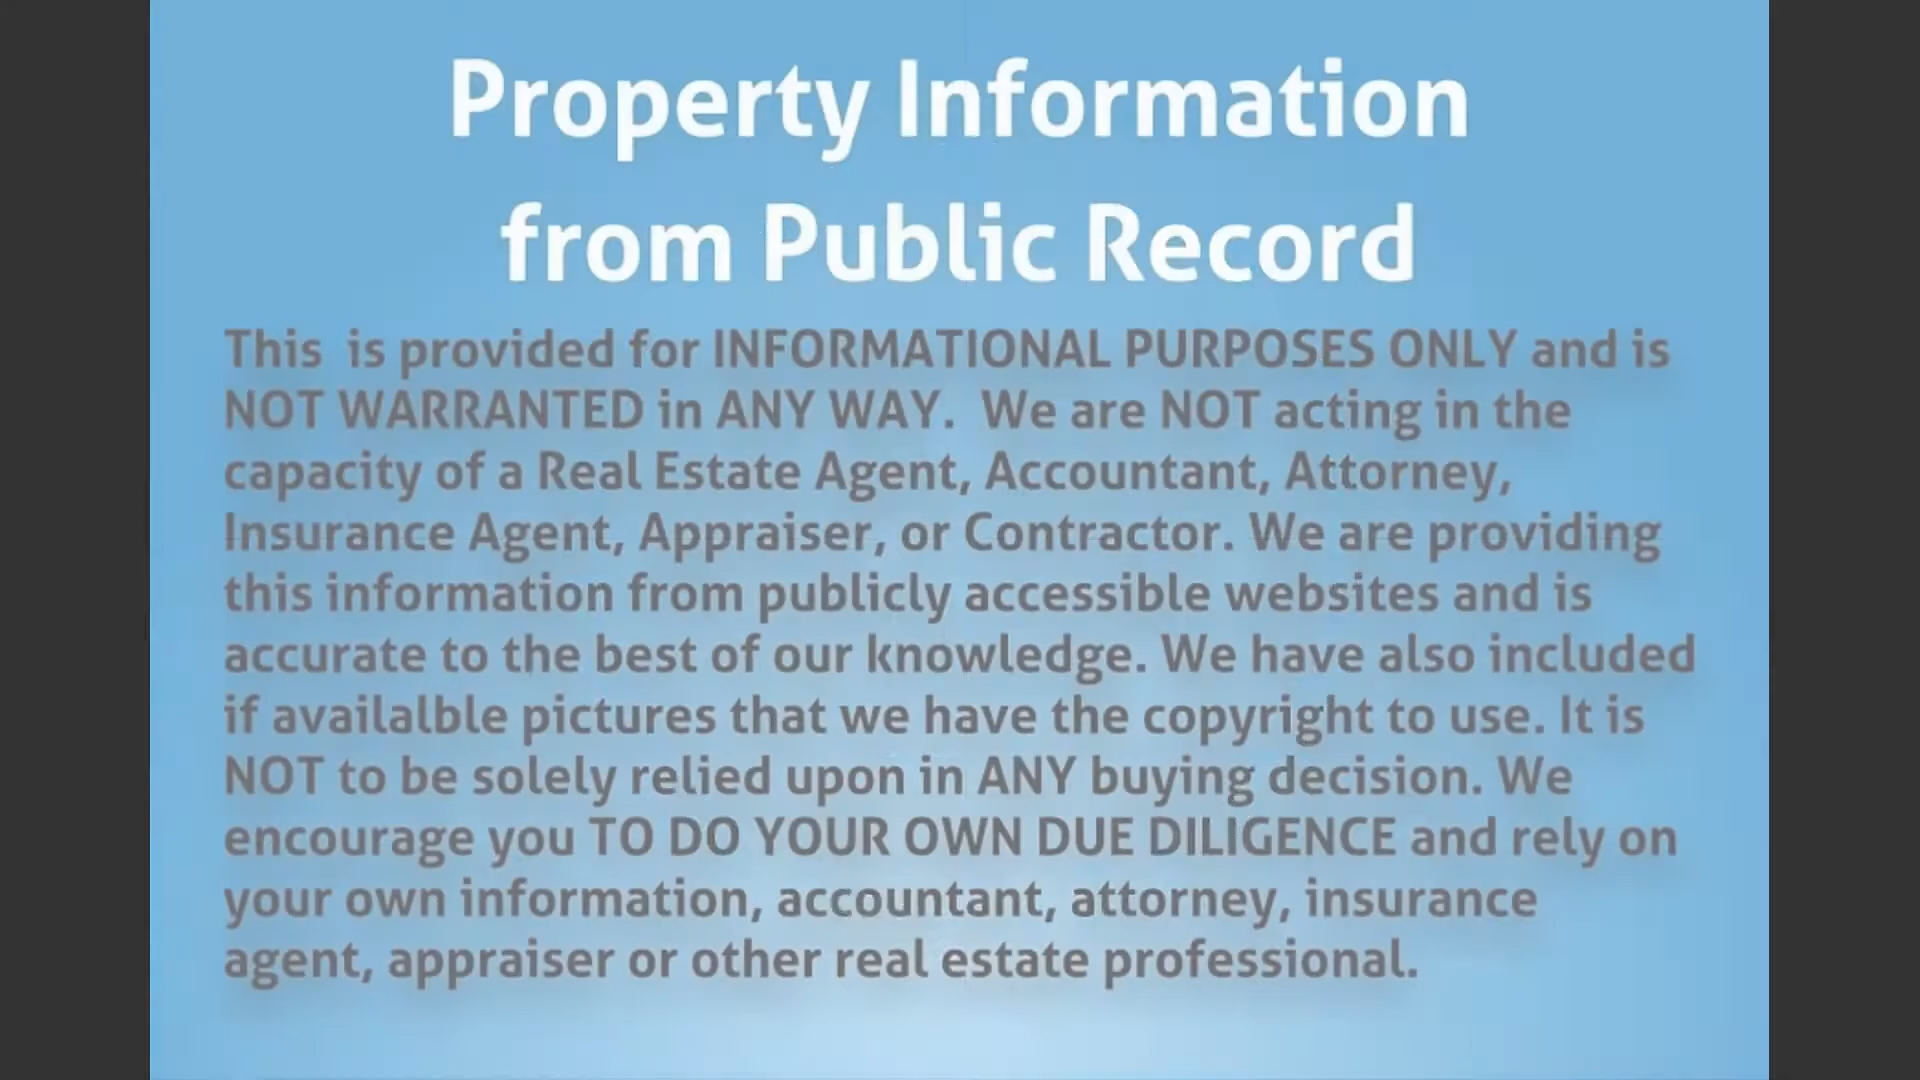 Property Information
from Public Record
This  is provided for INFORMATIONAL PURPOSES ONLY and is
NOT WARRANTED in ANY WAY.  We are NOT acting in the
capacity of a Real Estate Agent, Accountant, Attorney,
Insurance Agent, Appraiser, or Contractor. We are providing
this information from publicly accessible websites and is
accurate to the best of our knowledge. We have also included
if availalble pictures that we have the copyright to use. It is
NOT to be solely relied upon in ANY buying decision. We
encourage you TO DO YOUR OWN DUE DILIGENCE and rely on
your own information, accountant, attorney, insurance
agent, appraiser or other real estate professional.